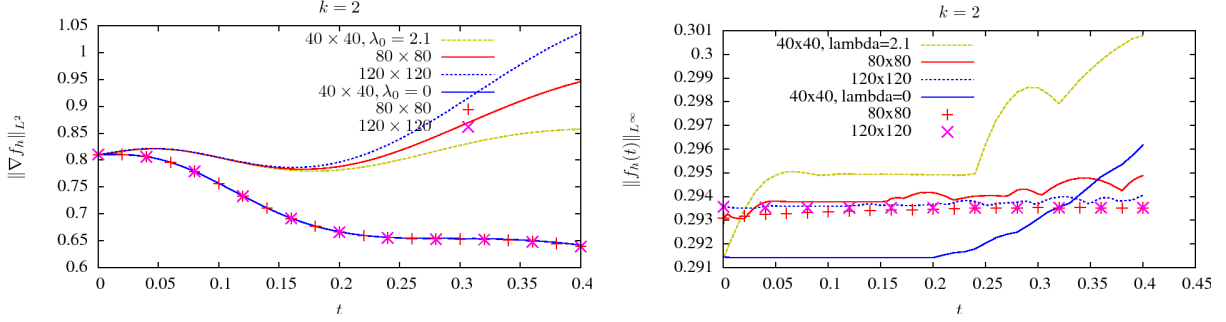 k = 2
1.05
1
0.95
0.9
0.85
0.8
0.75
0.7
0.65
0.6
‖∇f_h‖_{L²}
40 × 40, λ₀ = 2.1
80 × 80
120 × 120
40 × 40, λ₀ = 0
80 × 80
120 × 120
0 0.05 0.1 0.15 0.2 0.25 0.3 0.35 0.4
t
k = 2
0.301
0.3
0.299
0.298
0.297
0.296
0.295
0.294
0.293
0.292
0.291
‖f_h(t)‖_{L^∞}
40x40, lambda=2.1
80x80
120x120
40x40, lambda=0
80x80
120x120
0 0.05 0.1 0.15 0.2 0.25 0.3 0.35 0.4 0.45
t